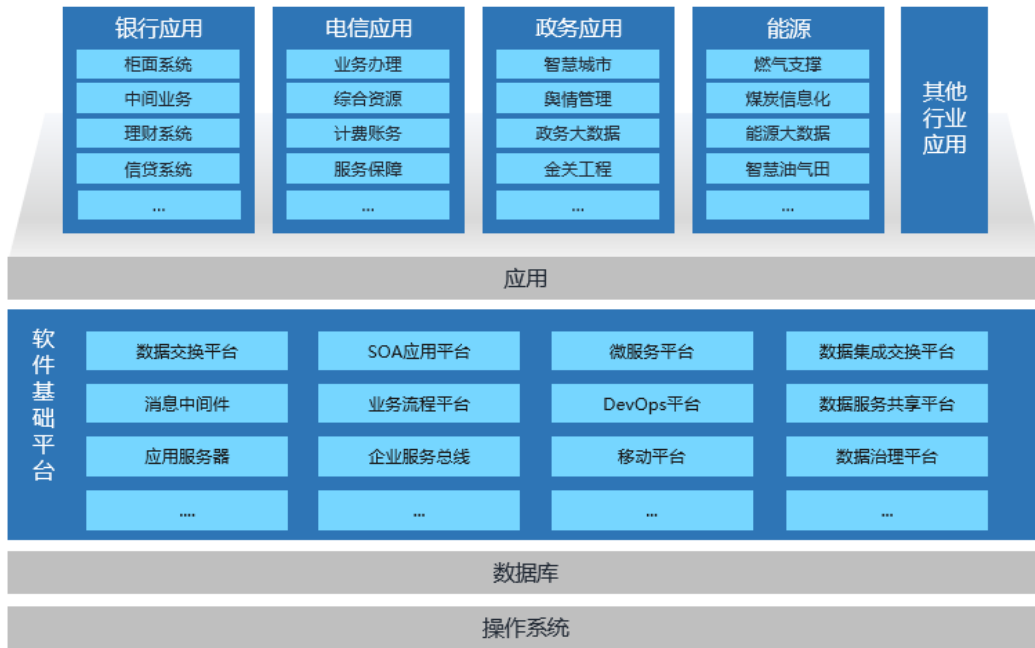 银行应用
柜面系统
中间业务
理财系统
信贷系统
...
电信应用
业务办理
综合资源
计费账务
服务保障
...
政务应用
智慧城市
舆情管理
政务大数据
金关工程
...
能源
燃气支撑
煤炭信息化
能源大数据
智慧油气田
...
其他
行业
应用
应用
软件基础平台
数据交换平台
SOA应用平台
微服务平台
数据集成交换平台
消息中间件
业务流程平台
DevOps平台
数据服务共享平台
应用服务器
企业服务总线
移动平台
数据治理平台
....
...
...
...
数据库
操作系统